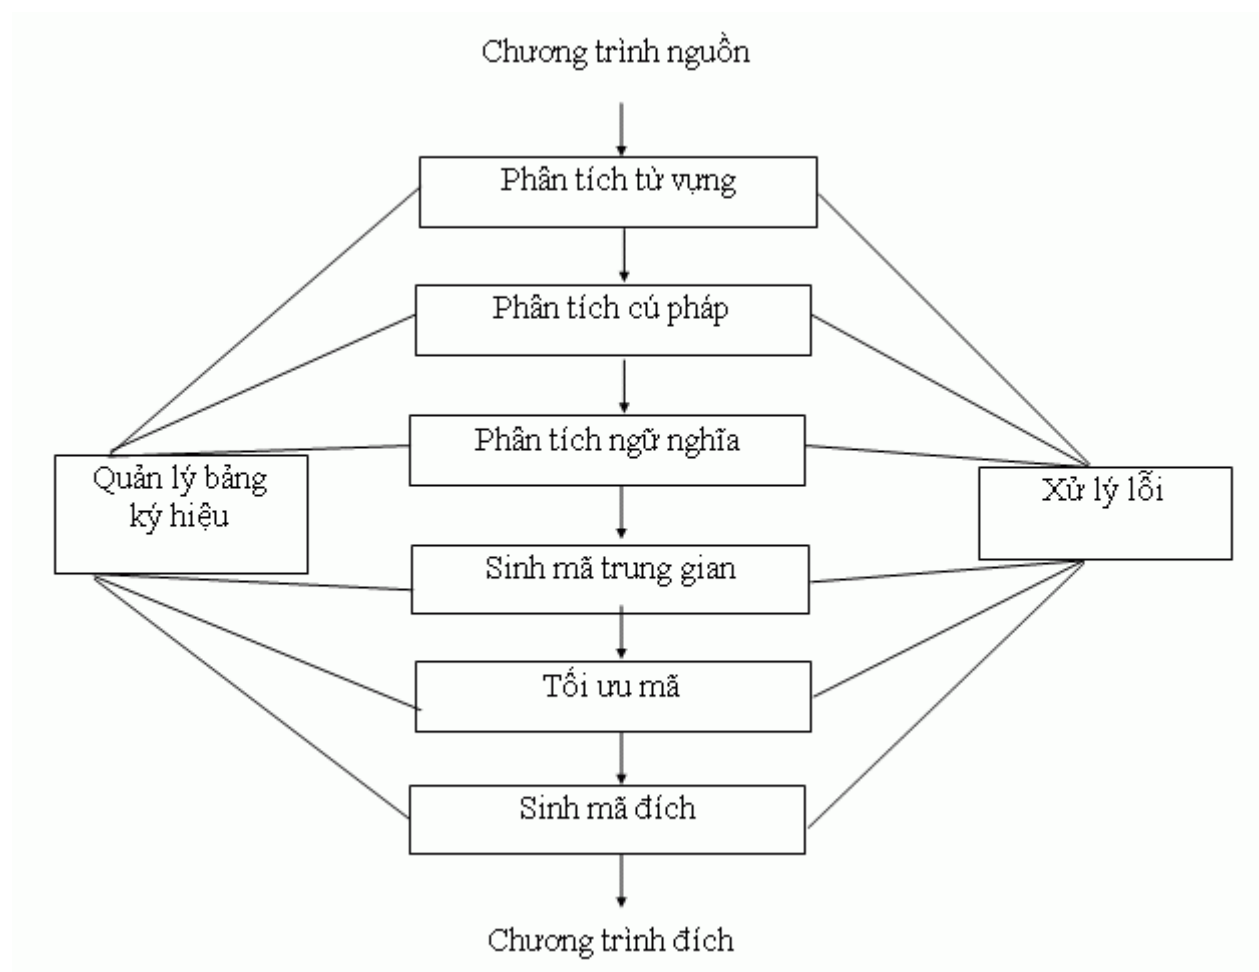 Chương trình nguồn
Phân tích từ vựng
Phân tích cú pháp
Phân tích ngữ nghĩa
Quản lý bảng
ký hiệu
Xử lý lỗi
Sinh mã trung gian
Tối ưu mã
Sinh mã đích
Chương trình đích